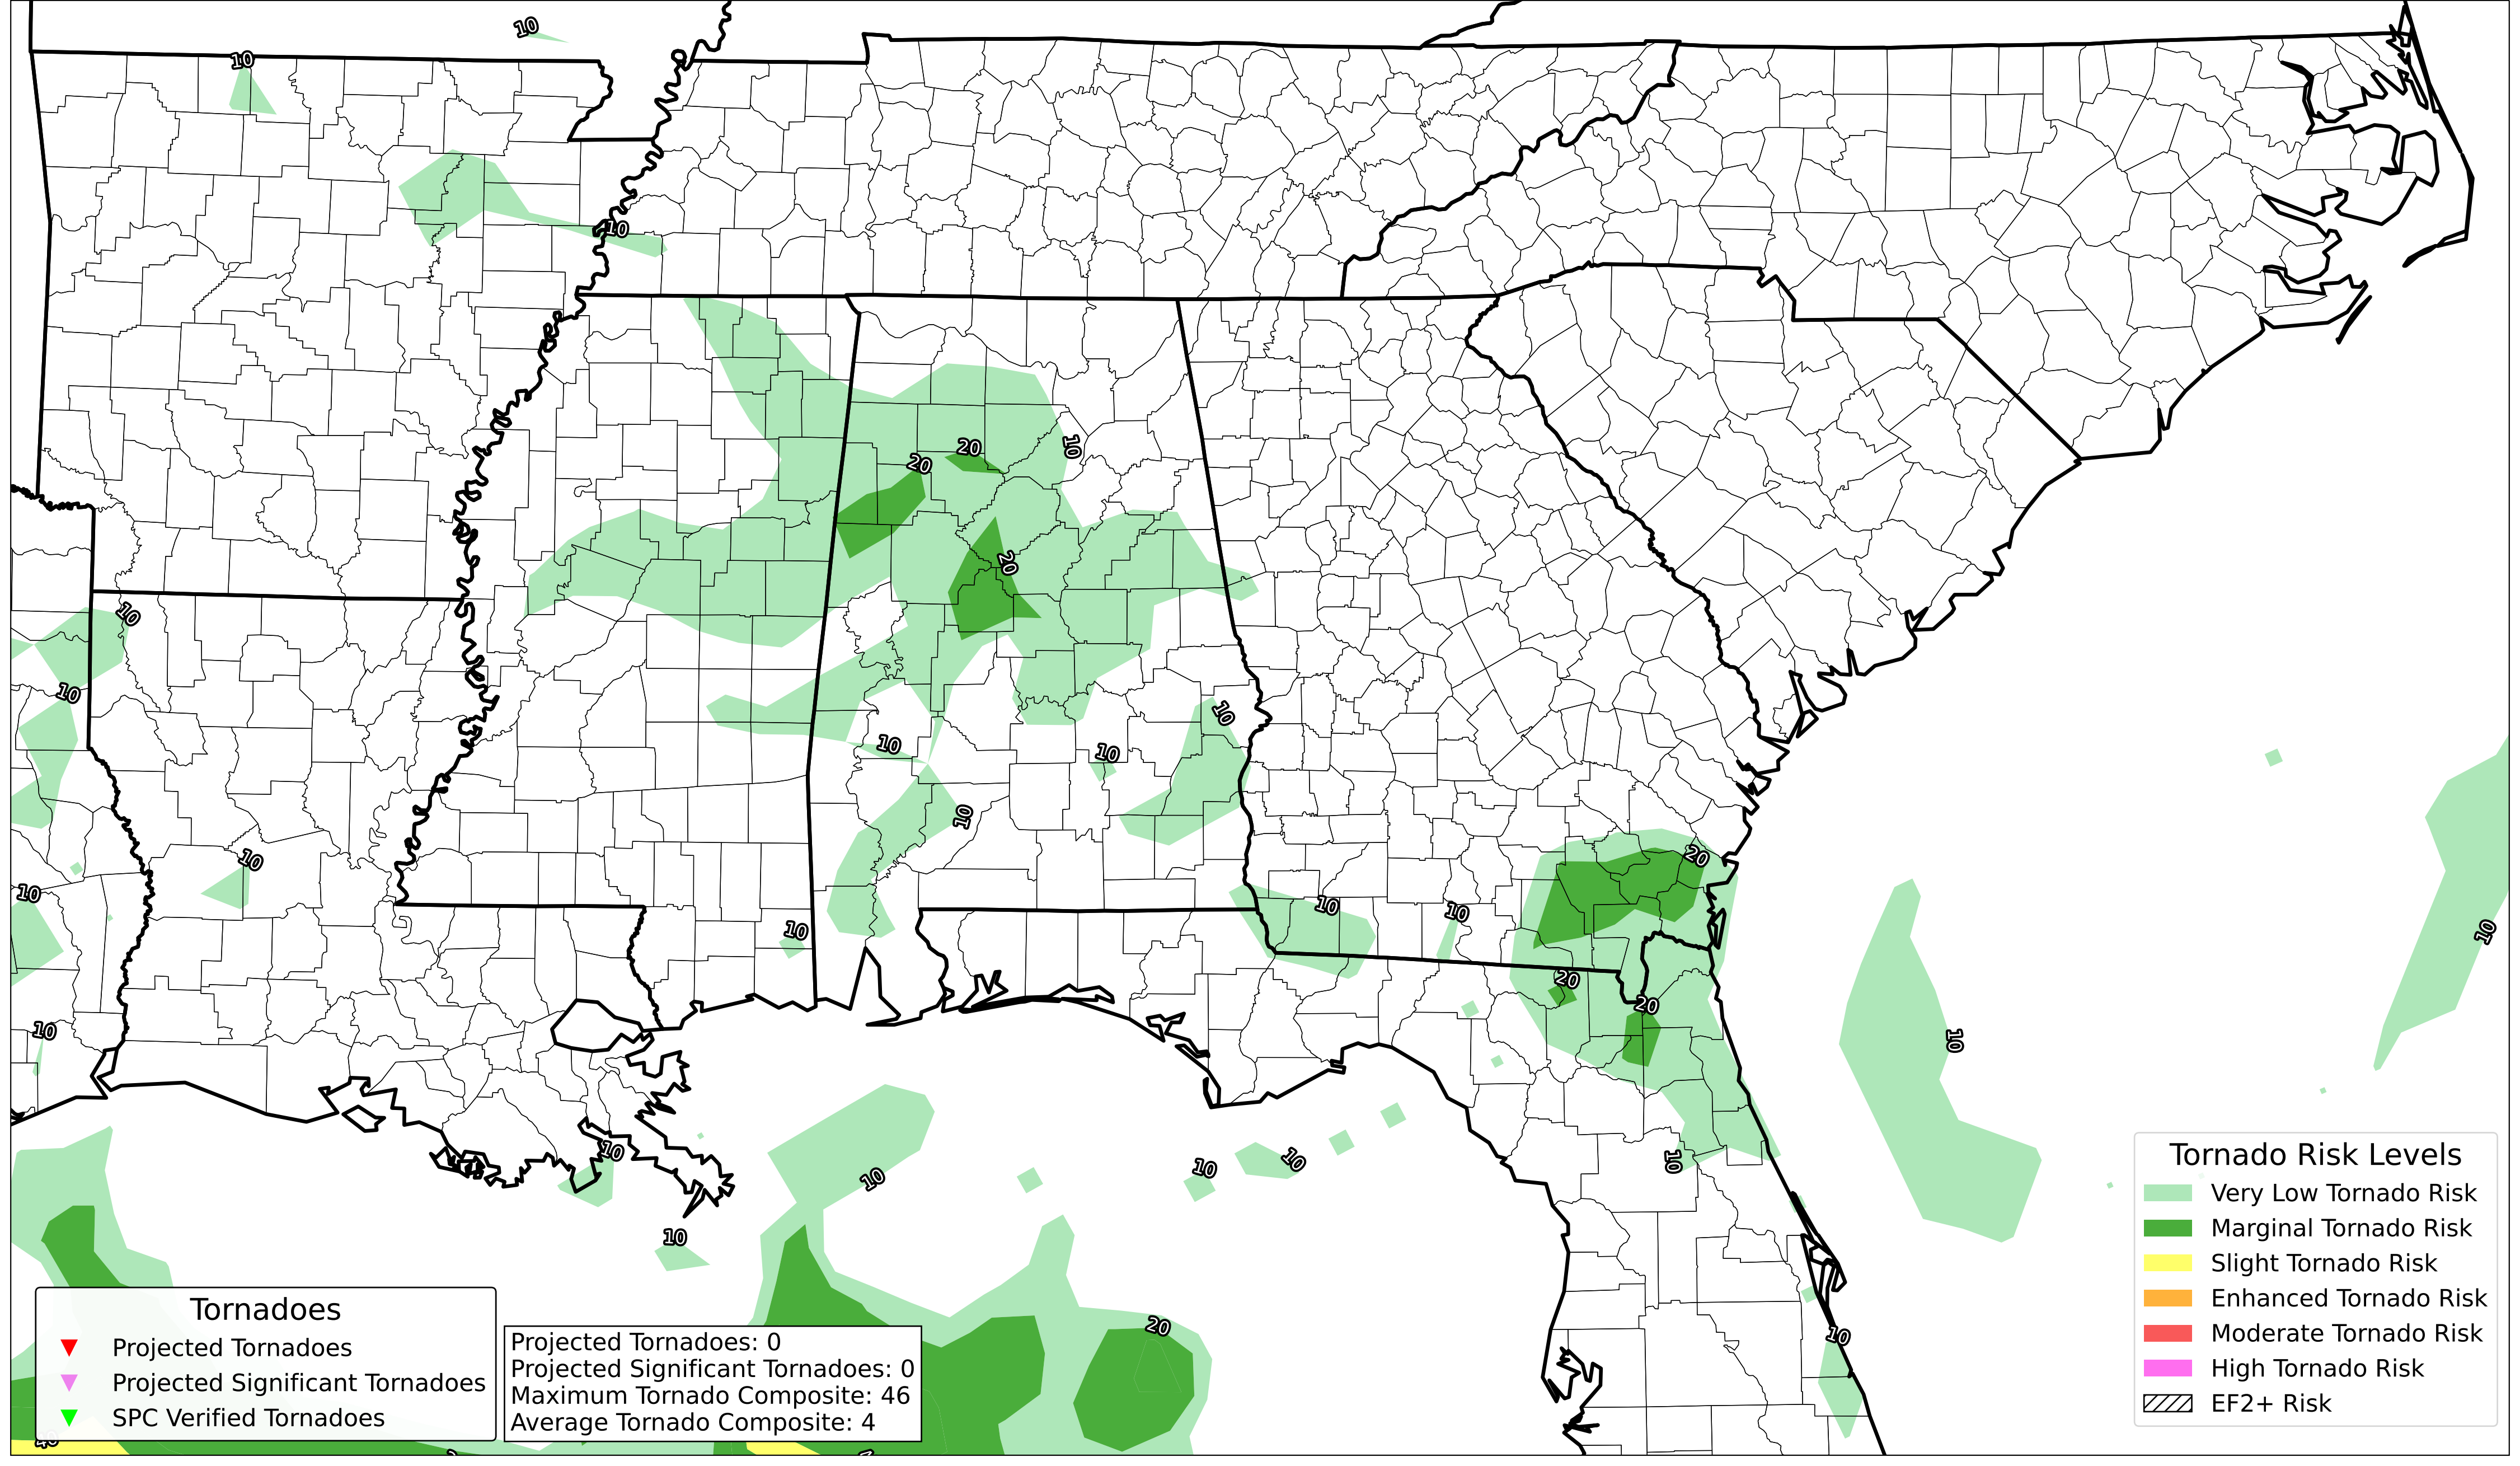 10
10
10
20
20
10
20
10
10
10
10
10
10
10
20
10
10
10
10
10
20
20
10
10
10
10
10
10
10
10
20
10
40
Tornadoes
Projected Tornadoes
Projected Significant Tornadoes
SPC Verified Tornadoes
Projected Tornadoes: 0
Projected Significant Tornadoes: 0
Maximum Tornado Composite: 46
Average Tornado Composite: 4
Tornado Risk Levels
Very Low Tornado Risk
Marginal Tornado Risk
Slight Tornado Risk
Enhanced Tornado Risk
Moderate Tornado Risk
High Tornado Risk
EF2+ Risk